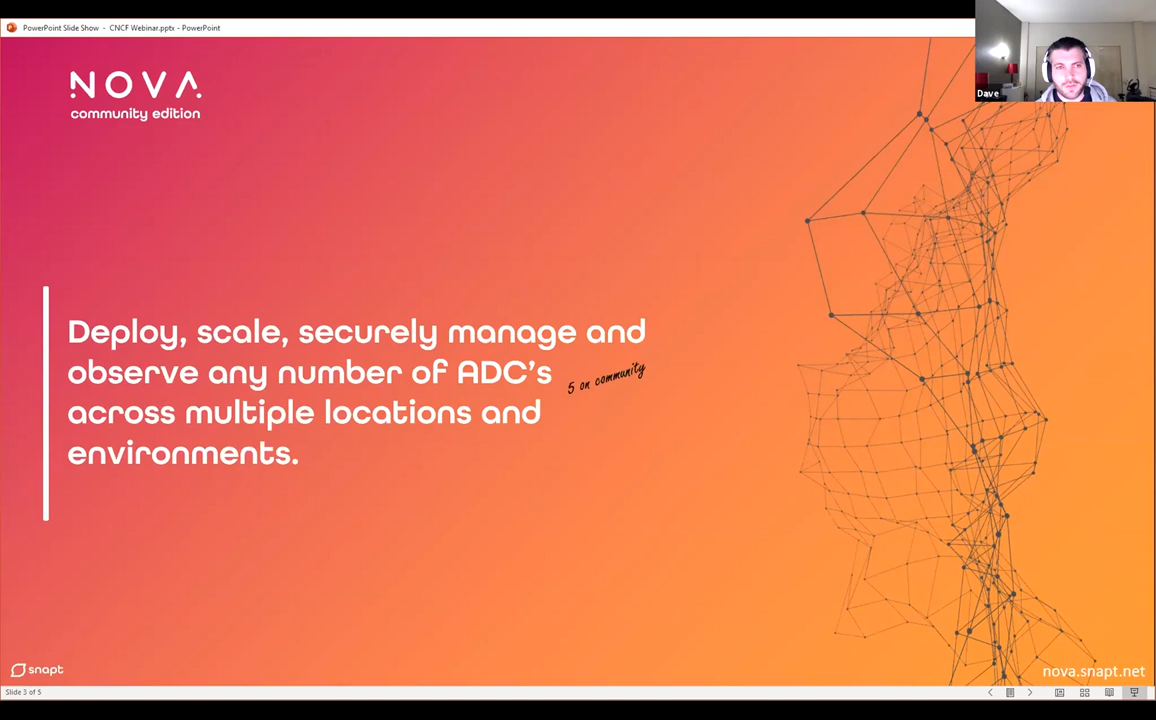 PowerPoint Slide Show - CNCF Webinar.pptx - PowerPoint
Dave
NOVA
community edition
Deploy, scale, securely manage and
observe any number of ADC's
5 on community
across multiple locations and
environments.
snapt
nova.snapt.net
Slide 3 of 5